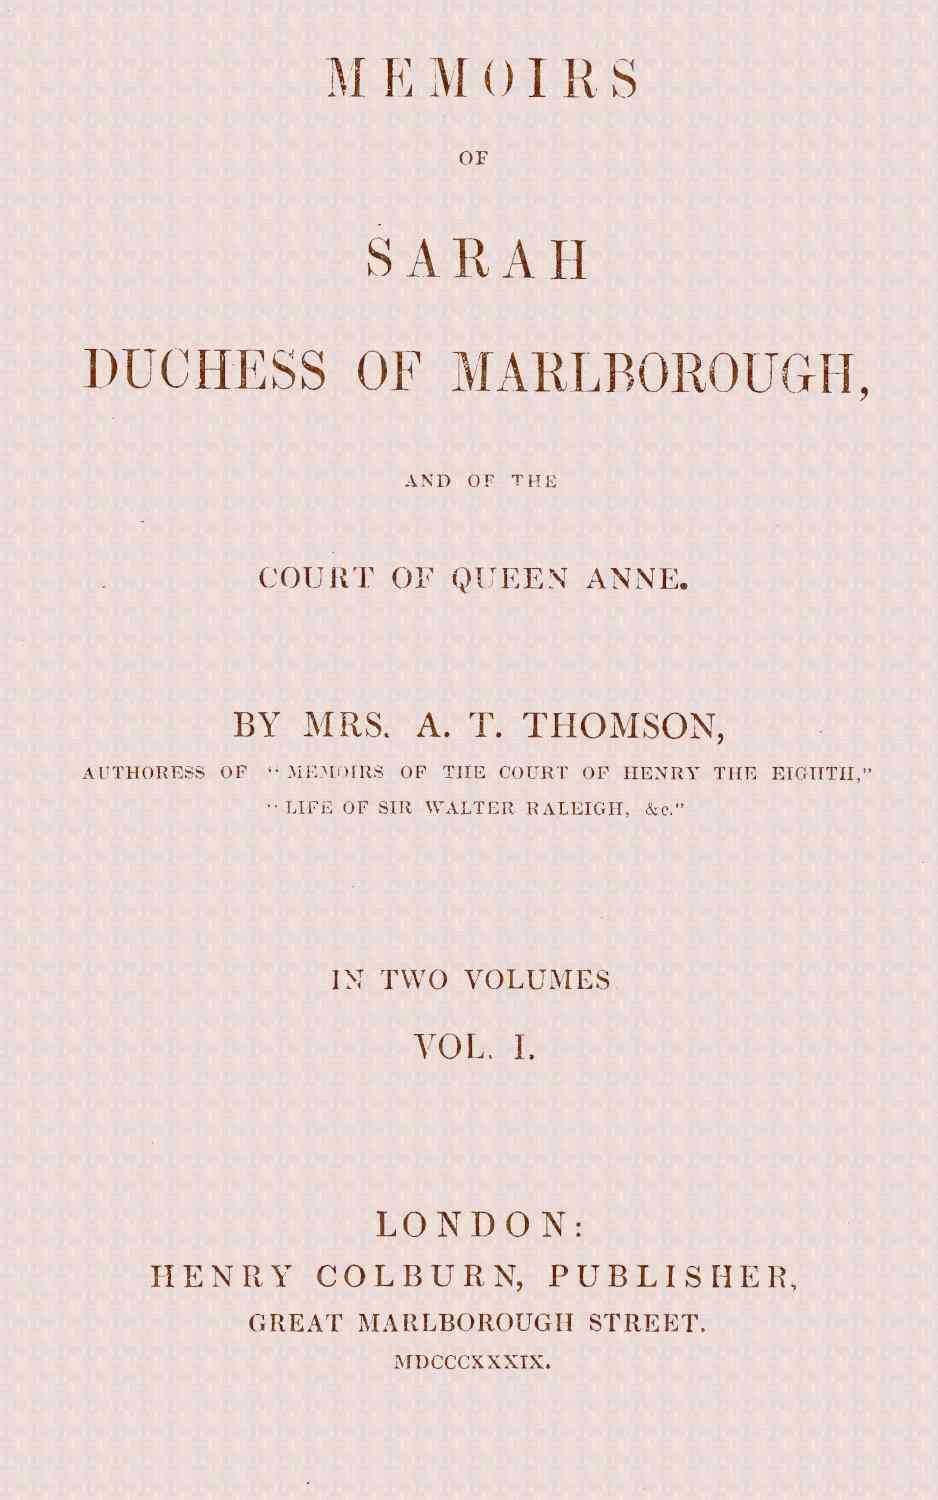 MEMOIRS
OF
SARAH
DUCHESS OF MARLBOROUGH,
AND OF THE
COURT OF QUEEN ANNE.
BY MRS. A. T. THOMSON,
AUTHORESS OF "MEMOIRS OF THE COURT OF HENRY THE EIGHTH,"
"LIFE OF SIR WALTER RALEIGH, &c."
IN TWO VOLUMES
VOL. I.
LONDON:
HENRY COLBURN, PUBLISHER,
GREAT MARLBOROUGH STREET.
MDCCCXXXIX.